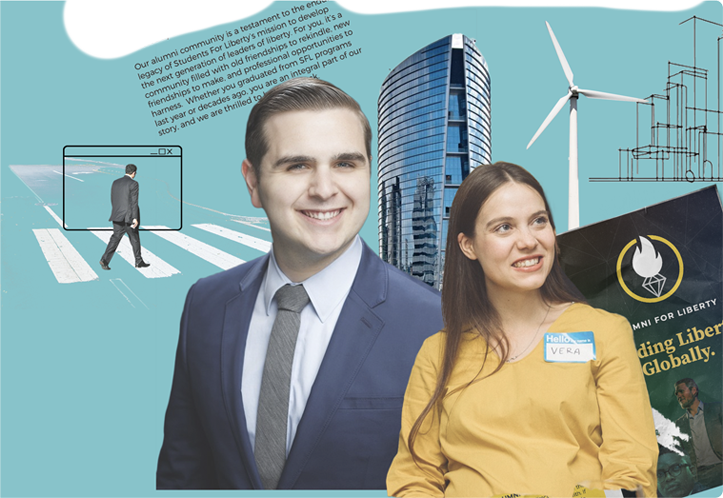 Our alumni community is a testament to the
legacy of Students For Liberty's mission to develop
the next generation of leaders of liberty. For you, it's a
community filled with old friendships to rekindle, new
friendships to make, and professional opportunities to
harness. Whether you graduated from SFL programs
last year or decades ago, you are an integral part of our
story, and we are thrilled to
Hello
VERA
FOR LIBERTY
Globally.